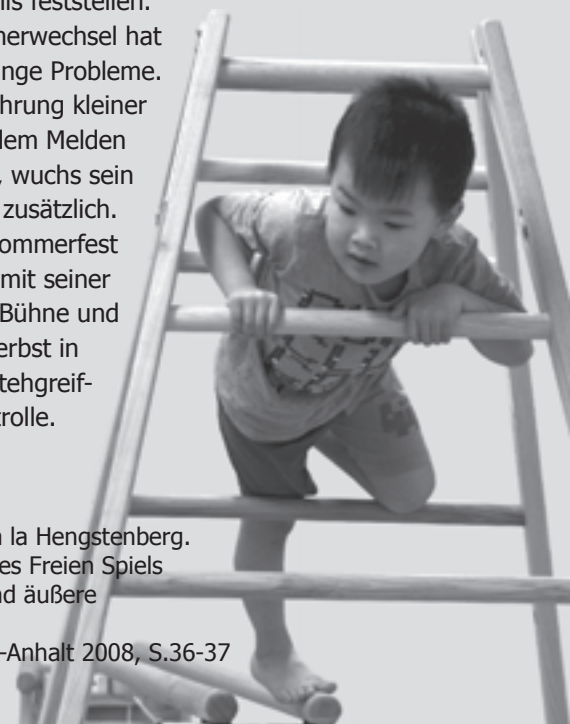 nis feststellen.
nerwechsel hat
nge Probleme.
hrung kleiner
dem Melden
, wuchs sein
zusätzlich.
ommerfest
mit seiner
Bühne und
erbst in
tehgreif-
rolle.
la Hengstenberg.
es Freien Spiels
nd äußere
-Anhalt 2008, S.36-37